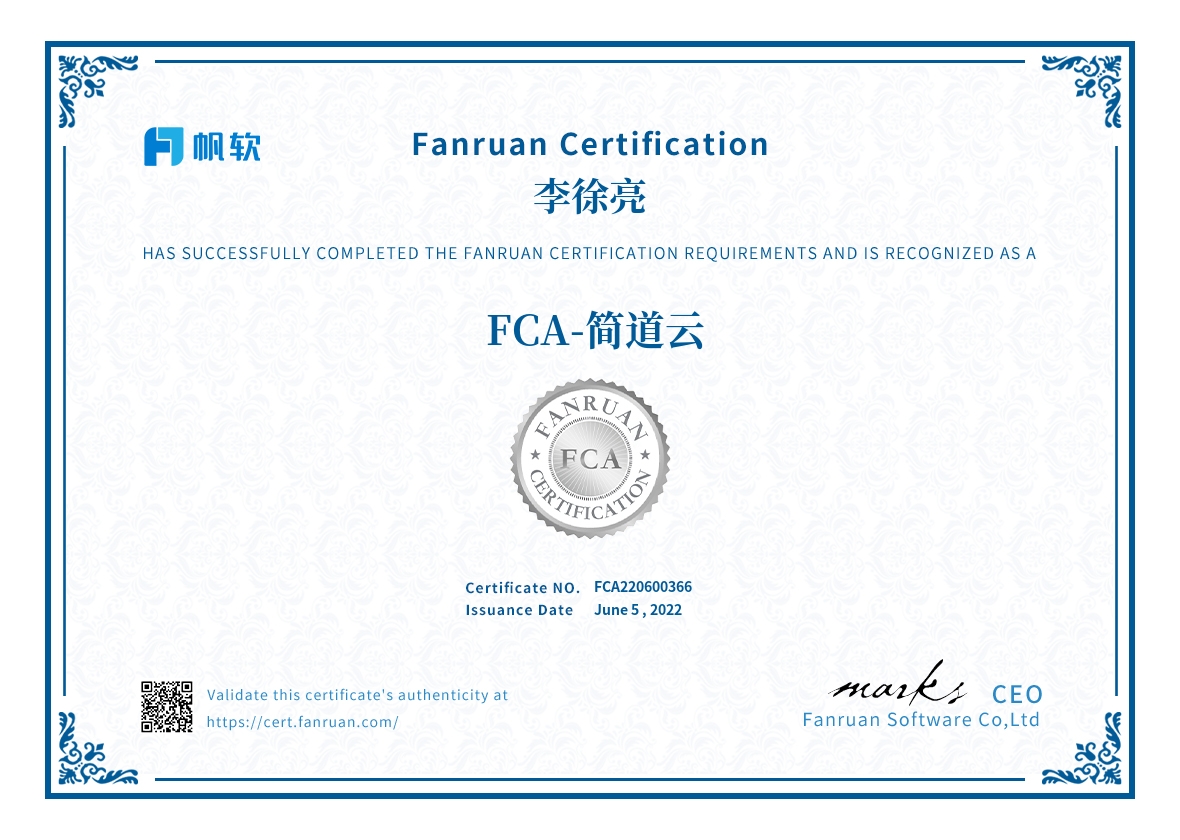 帆软
Fanruan Certification
李徐亮
HAS SUCCESSFULLY COMPLETED THE FANRUAN CERTIFICATION REQUIREMENTS AND IS RECOGNIZED AS A
FCA-简道云
FANRUAN
FCA
CERTIFICATION
Certificate NO. FCA220600366
Issuance Date June 5 , 2022
Validate this certificate's authenticity at
https://cert.fanruan.com/
marks CEO
Fanruan Software Co,Ltd